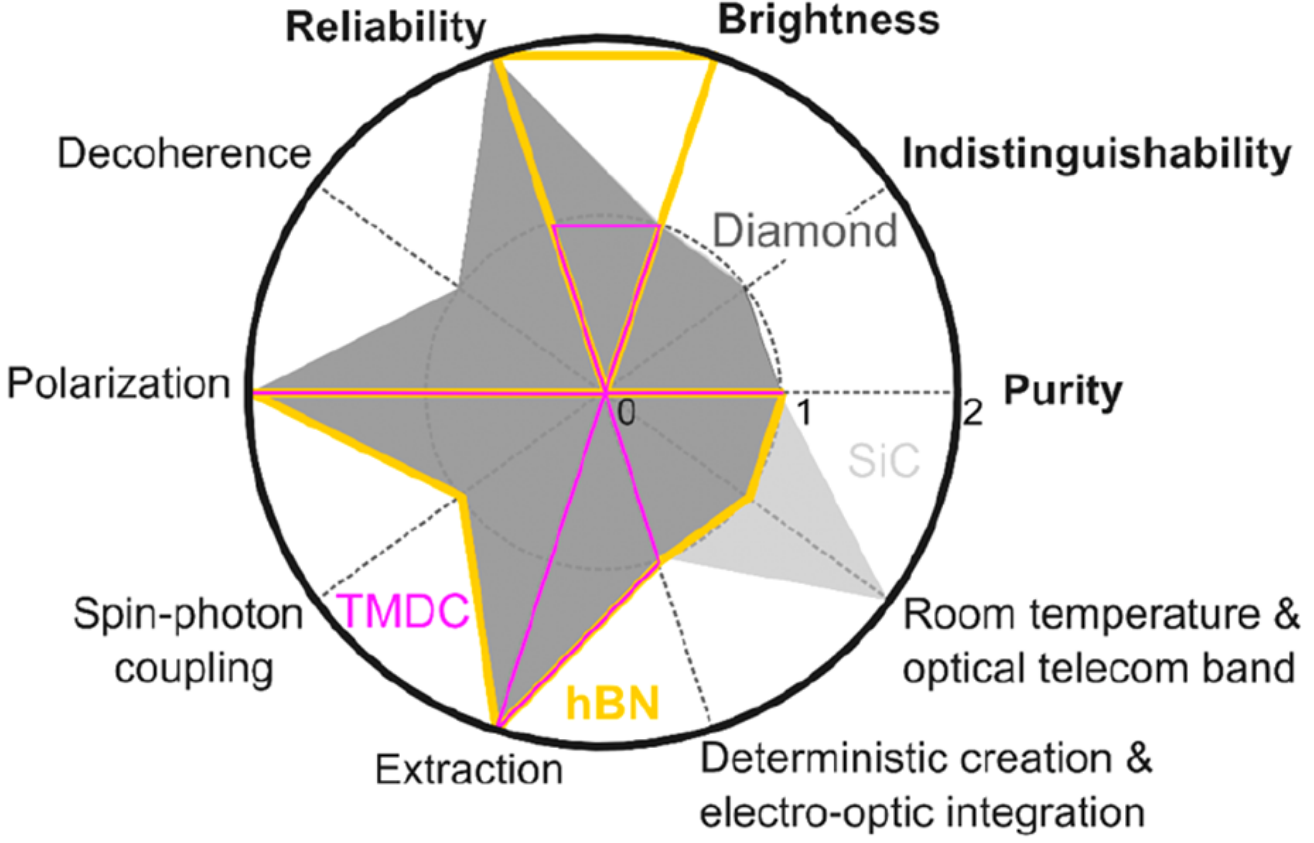 Reliability
Brightness
Decoherence
Indistinguishability
Diamond
Polarization
0
1
2
Purity
SiC
Spin-photon
coupling
TMDC
Room temperature &
optical telecom band
hBN
Extraction
Deterministic creation &
electro-optic integration